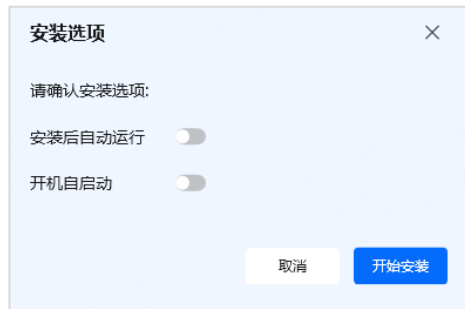 安装选项
请确认安装选项:
安装后自动运行
开机自启动
取消
开始安装